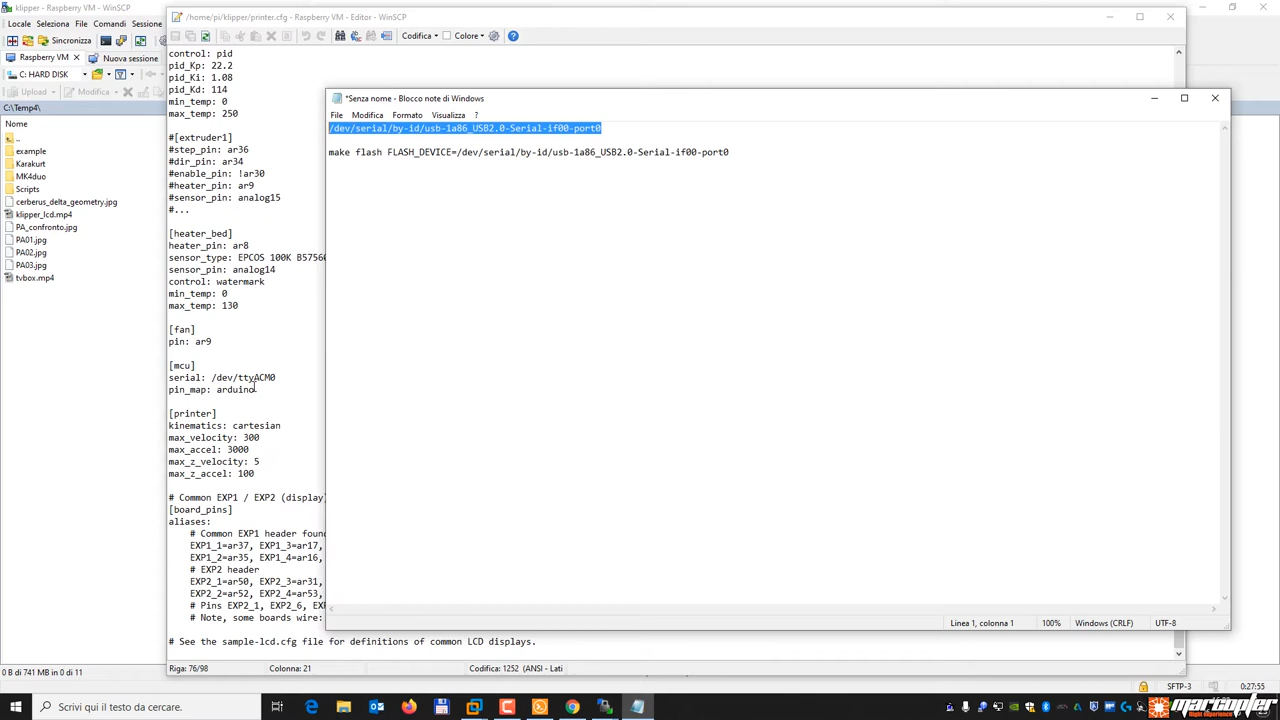 klipper - Raspberry VM - WinSCP
Locale Seleziona File Comandi Sessione
Sincronizzazione
Raspberry VM Nuova sessione
C: HARD DISK
Upload Modifica
C:\Temp4\
Nome
..
example
Karakurt
MK4duo
Scripts
cerberus_delta_geometry.jpg
klipper_lcd.mp4
PA_confronto.jpg
PA01.jpg
PA02.jpg
PA03.jpg
tvbox.mp4
0 B di 741 MB in 0 di 11
/home/pi/klipper/printer.cfg - Raspberry VM - Editor - WinSCP
Codifica Colore
control: pid
pid_Kp: 22.2
pid_Ki: 1.08
pid_Kd: 114
min_temp: 0
max_temp: 250
#[extruder1]
#step_pin: ar36
#dir_pin: ar34
#enable_pin: !ar30
#heater_pin: ar9
#sensor_pin: analog15
#...
[heater_bed]
heater_pin: ar8
sensor_type: EPCOS 100K B57560
sensor_pin: analog14
control: watermark
min_temp: 0
max_temp: 130
[fan]
pin: ar9
[mcu]
serial: /dev/ttyACM0
pin_map: arduino
[printer]
kinematics: cartesian
max_velocity: 300
max_accel: 3000
max_z_velocity: 5
max_z_accel: 100
# Common EXP1 / EXP2 (display)
[board_pins]
aliases:
# Common EXP1 header foun
EXP1_1=ar37, EXP1_3=ar17,
EXP1_2=ar35, EXP1_4=ar16,
# EXP2 header
EXP2_1=ar50, EXP2_3=ar31,
EXP2_2=ar52, EXP2_4=ar53,
# Pins EXP2_1, EXP2_6, EX
# Note, some boards wire:
# See the sample-lcd.cfg file for definitions of common LCD displays.
Riga: 76/98 Colonna: 21 Codifica: 1252 (ANSI - Lati
*Senza nome - Blocco note di Windows
File Modifica Formato Visualizza ?
/dev/serial/by-id/usb-1a86_USB2.0-Serial-if00-port0
make flash FLASH_DEVICE=/dev/serial/by-id/usb-1a86_USB2.0-Serial-if00-port0
Linea 1, colonna 1 100% Windows (CRLF) UTF-8
SFTP-3 0:27:55
Scrivi qui il testo da cercare.
marcopter